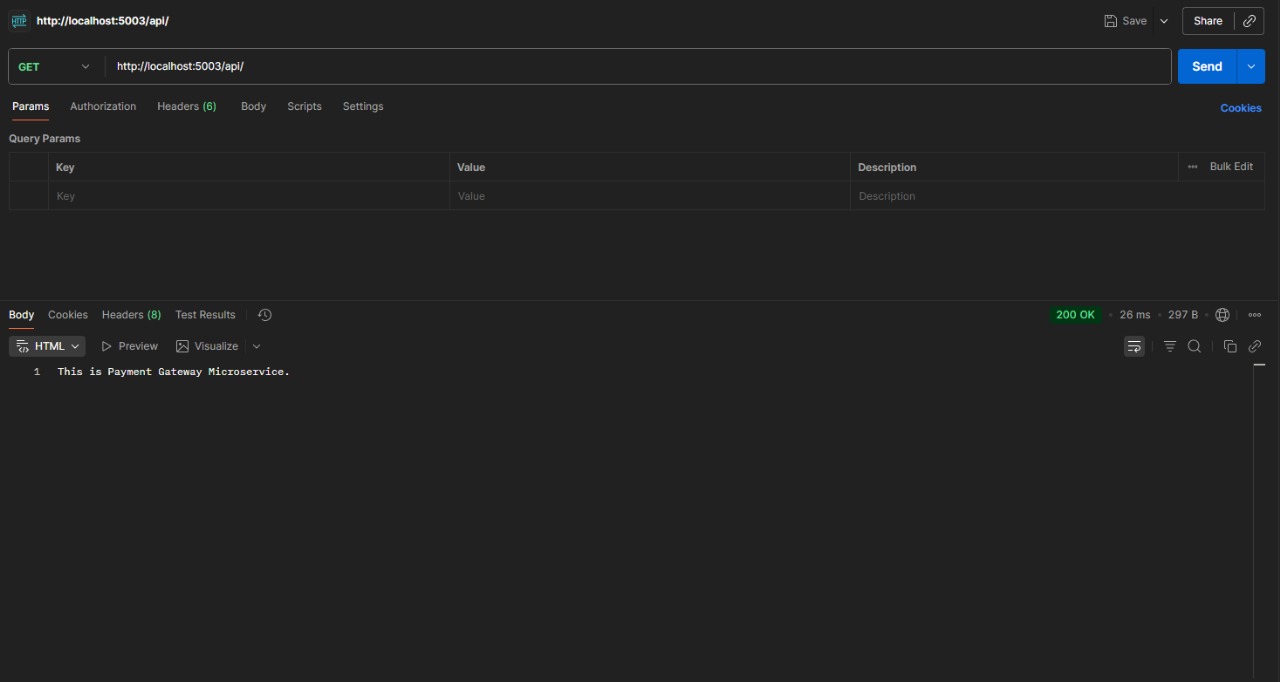 HTTP http://localhost:5003/api/ Save Share
GET http://localhost:5003/api/ Send
Params Authorization Headers (6) Body Scripts Settings Cookies
Query Params
Key Value Description Bulk Edit
Key Value Description
Body Cookies Headers (8) Test Results 200 OK 26 ms 297 B
HTML Preview Visualize
1 This is Payment Gateway Microservice.